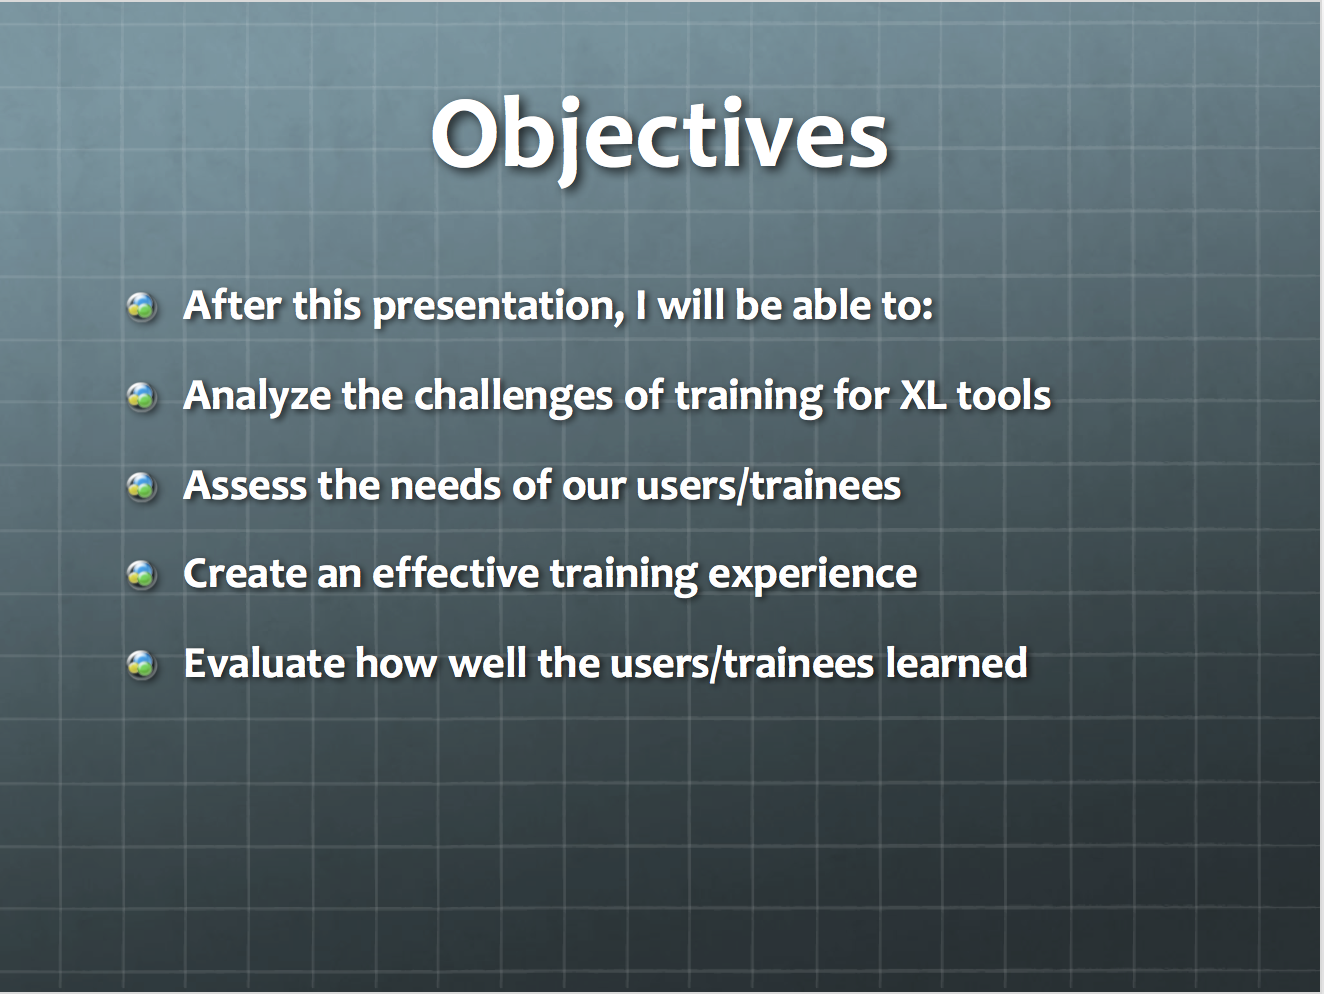 Objectives
After this presentation, I will be able to:
Analyze the challenges of training for XL tools
Assess the needs of our users/trainees
Create an effective training experience
Evaluate how well the users/trainees learned